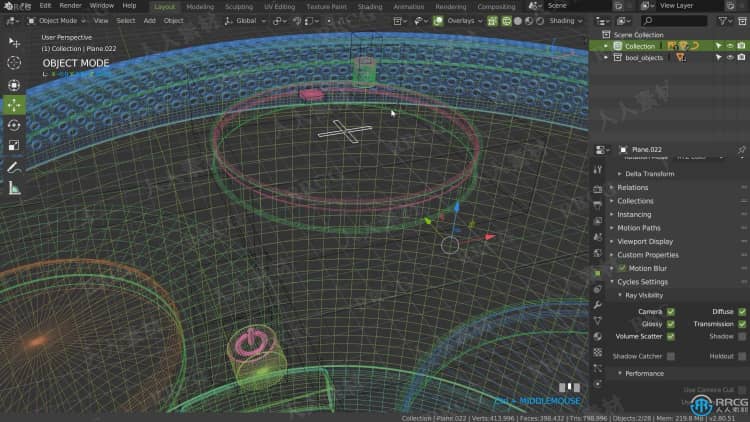 RRCG
File Edit Render Window Help
Layout Modeling Sculpting UV Editing Texture Paint Shading Animation Rendering Compositing
Scene
View Layer
Object Mode View Select Add Object
Global
Overlays
Shading
User Perspective
(1) Collection | Plane.022
OBJECT MODE
Scene Collection
Collection
bool_objects
Plane.022
Delta Transform
Relations
Collections
Instancing
Motion Paths
Viewport Display
Custom Properties
Motion Blur
Cycles Settings
Ray Visibility
Camera Diffuse
Glossy Transmission
Volume Scatter Shadow
Shadow Catcher Holdout
Performance
Use Camera Cull
Ctrl + MIDDLEMOUSE
RRCG
人人素材
Collection | Plane.022 | Verts:413,996 | Faces:398,432 | Tris:798,996 | Objects:2/28 | Mem: 219.8 M | v2.80.51